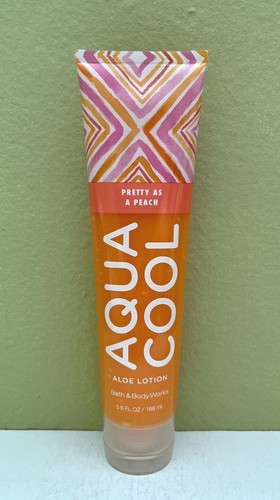 PRETTY AS
A PEACH
AQUA
COOL
ALOE LOTION
Bath & Body Works
5.6 FL OZ / 166 mL